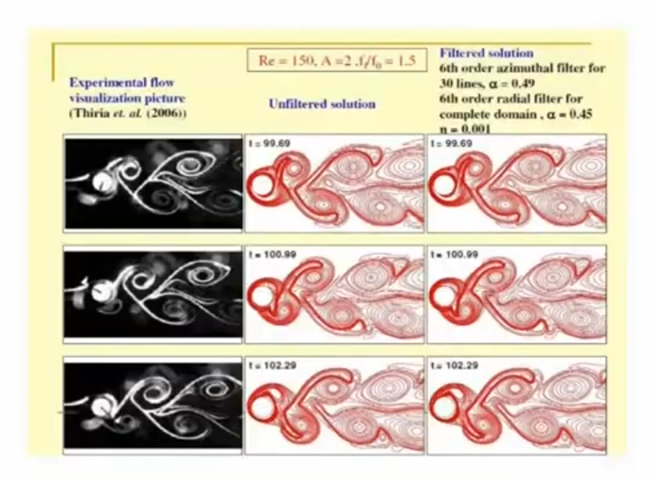 Re = 150, A =2 .f_f/f_0 = 1.5
Experimental flow
visualization picture
(Thiria et. al. (2006))
Unfiltered solution
Filtered solution
6th order azimuthal filter for
30 lines, α = 0.49
6th order radial filter for
complete domain , α = 0.45
n = 0.001
t = 99.69
t = 99.69
t = 100.99
t = 100.99
t = 102.29
t = 102.29